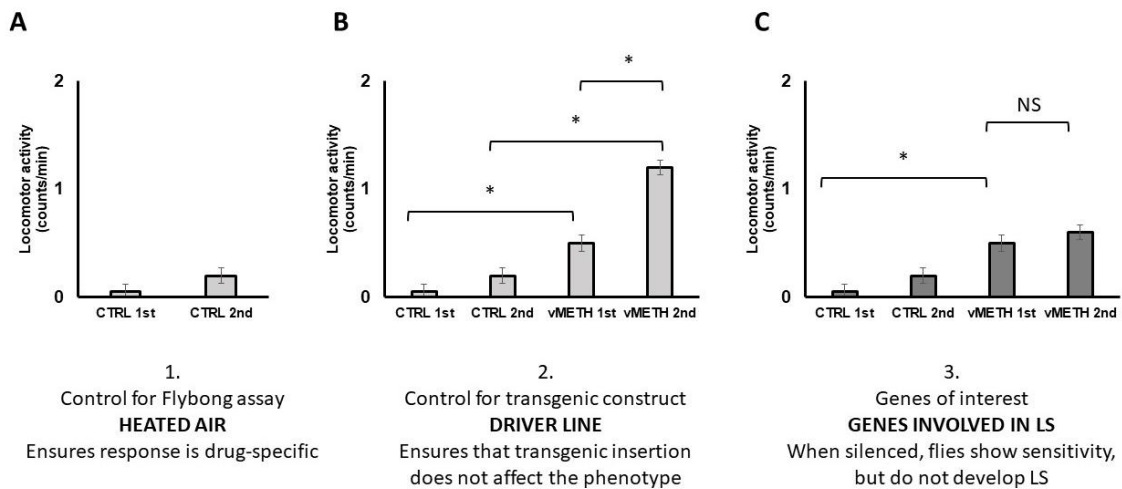 A
2
1
0
Locomotor activity
(counts/min)
CTRL 1st
CTRL 2nd
1.
Control for Flybong assay
HEATED AIR
Ensures response is drug-specific
B
2
1
0
Locomotor activity
(counts/min)
*
*
*
CTRL 1st
CTRL 2nd
vMETH 1st
vMETH 2nd
2.
Control for transgenic construct
DRIVER LINE
Ensures that transgenic insertion
does not affect the phenotype
C
2
1
0
Locomotor activity
(counts/min)
NS
*
CTRL 1st
CTRL 2nd
vMETH 1st
vMETH 2nd
3.
Genes of interest
GENES INVOLVED IN LS
When silenced, flies show sensitivity,
but do not develop LS